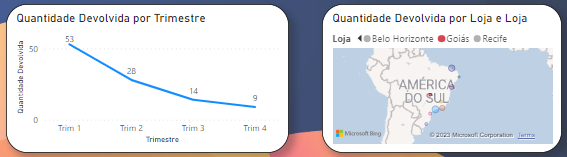 Quantidade Devolvida por Trimestre
Quantidade Devolvida
50
0
53
28
14
9
Trim 1 Trim 2 Trim 3 Trim 4
Trimestre
Quantidade Devolvida por Loja e Loja
Loja Belo Horizonte Goiás Recife
AMÉRICA
DO SUL
Microsoft Bing
© 2023 Microsoft Corporation Terms